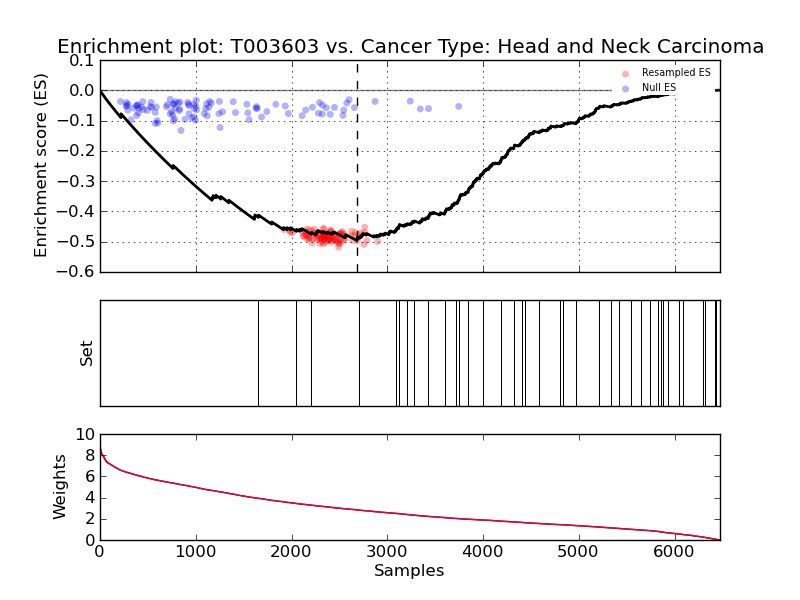 Enrichment plot: T003603 vs. Cancer Type: Head and Neck Carcinoma
Enrichment score (ES)
0.1
0.0
−0.1
−0.2
−0.3
−0.4
−0.5
−0.6
Resampled ES
Null ES
Set
Weights
10
8
6
4
2
0
0 1000 2000 3000 4000 5000 6000
Samples